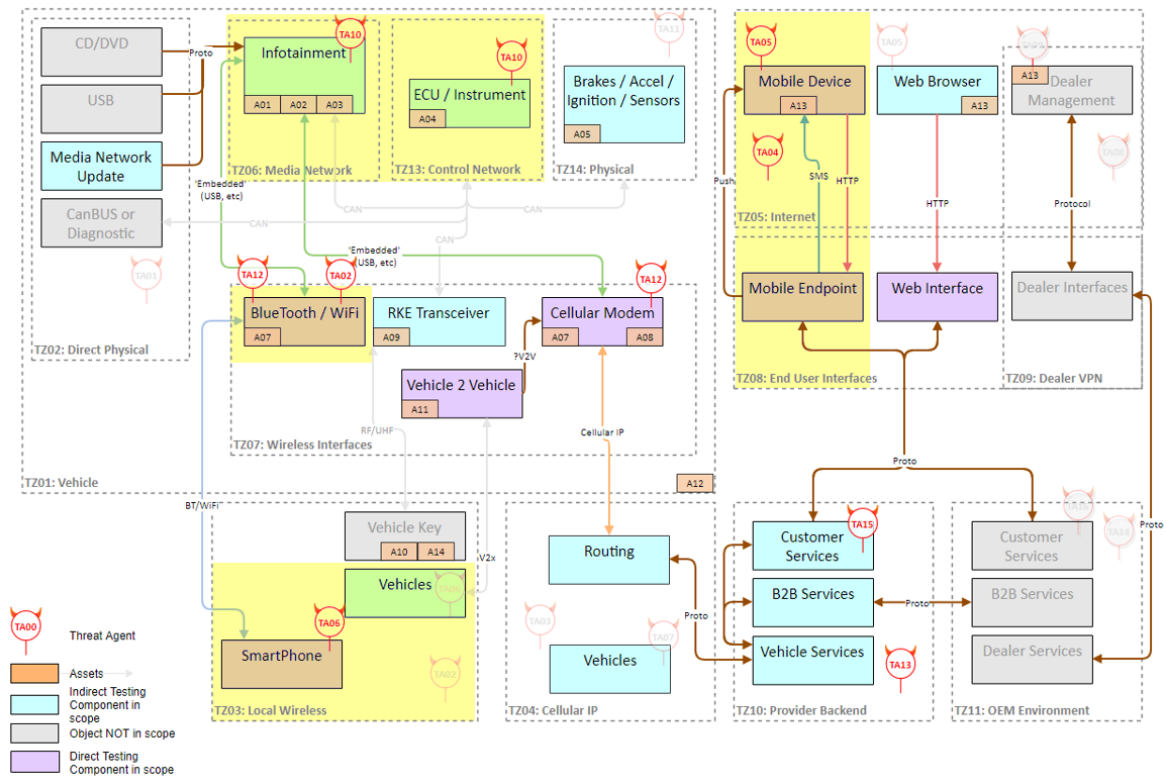 CD/DVD
USB
Media Network
Update
CanBUS or
Diagnostic
TA01
TZ02: Direct Physical
Proto
TA10
Infotainment
A01
A02
A03
TZ06: Media Network
TA10
ECU / Instrument
A04
TZ13: Control Network
TA11
Brakes / Accel /
Ignition / Sensors
A05
TZ14: Physical
'Embedded'
(USB, etc)
CAN
CAN
CAN
'Embedded'
(USB, etc)
TA12
TA02
BlueTooth / WiFi
A07
RKE Transceiver
A09
TA12
Cellular Modem
A07
A08
?V2V
Vehicle 2 Vehicle
A11
RF/UHF
Cellular IP
TZ07: Wireless Interfaces
TZ01: Vehicle
A12
BT/WiFi
TA05
Mobile Device
A13
TA04
TA05
Web Browser
A13
A13
Dealer
Management
Push
SMS
HTTP
HTTP
Protocol
TZ05: Internet
Mobile Endpoint
Web Interface
Dealer Interfaces
TZ08: End User Interfaces
TZ09: Dealer VPN
Proto
Proto
Vehicle Key
A10
A14
V2x
Vehicles
TA06
SmartPhone
TA02
TZ03: Local Wireless
Routing
TA03
TA07
Vehicles
TZ04: Cellular IP
Proto
TA15
Customer
Services
B2B Services
Vehicle Services
TA13
TZ10: Provider Backend
Proto
TA14
Customer
Services
B2B Services
Dealer Services
TZ11: OEM Environment
TA00
Threat Agent
Assets
Indirect Testing
Component in
scope
Object NOT in scope
Direct Testing
Component in scope